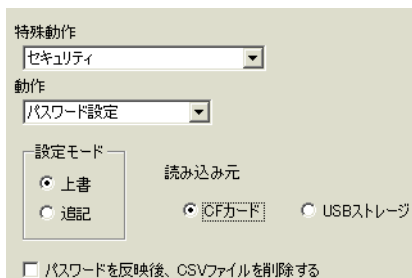 特殊動作
セキュリティ
動作
パスワード設定
設定モード
上書
追記
読み込み元
CFカード
USBストレージ
パスワードを反映後、CSVファイルを削除する